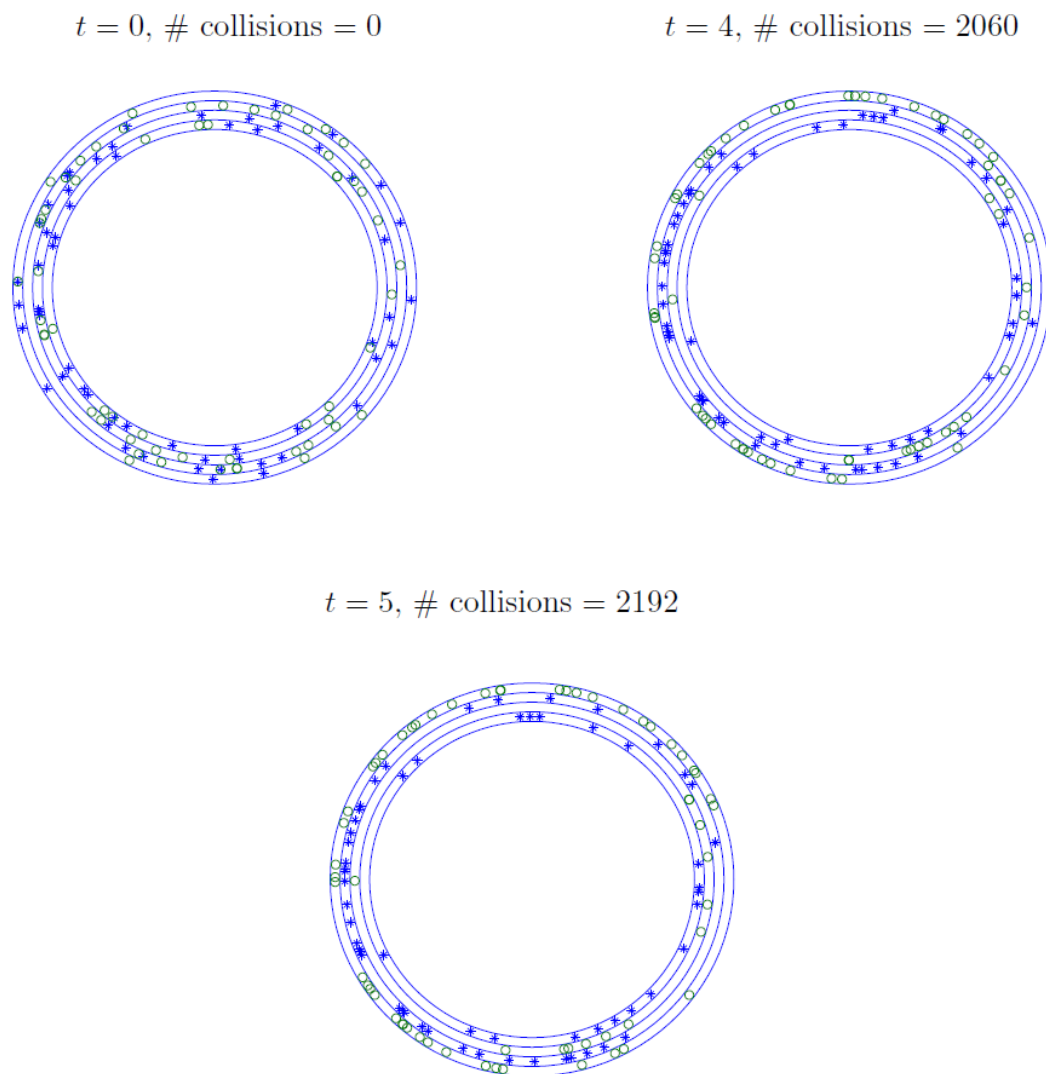 t = 0, # collisions = 0
t = 4, # collisions = 2060
t = 5, # collisions = 2192